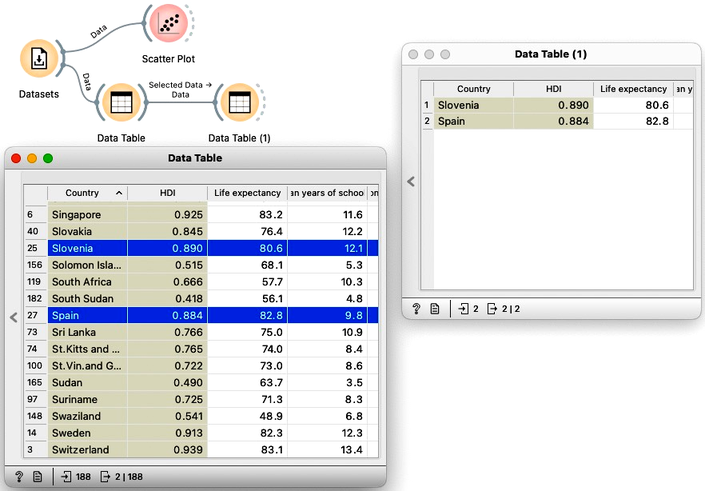 Data
Scatter Plot
Datasets
Data
Selected Data → Data
Data Table
Data Table (1)
Data Table
Country HDI Life expectancy an years of schoo
6 Singapore 0.925 83.2 11.6
40 Slovakia 0.845 76.4 12.2
25 Slovenia 0.890 80.6 12.1
156 Solomon Isla... 0.515 68.1 5.3
119 South Africa 0.666 57.7 10.3
182 South Sudan 0.418 56.1 4.8
27 Spain 0.884 82.8 9.8
73 Sri Lanka 0.766 75.0 10.9
74 St.Kitts and ... 0.765 74.0 8.4
100 St.Vin.and G... 0.722 73.0 8.6
165 Sudan 0.490 63.7 3.5
97 Suriname 0.725 71.3 8.3
148 Swaziland 0.541 48.9 6.8
14 Sweden 0.913 82.3 12.3
3 Switzerland 0.939 83.1 13.4
? 188 2 | 188
Data Table (1)
Country HDI Life expectancy an y
1 Slovenia 0.890 80.6
2 Spain 0.884 82.8
? 2 2 | 2